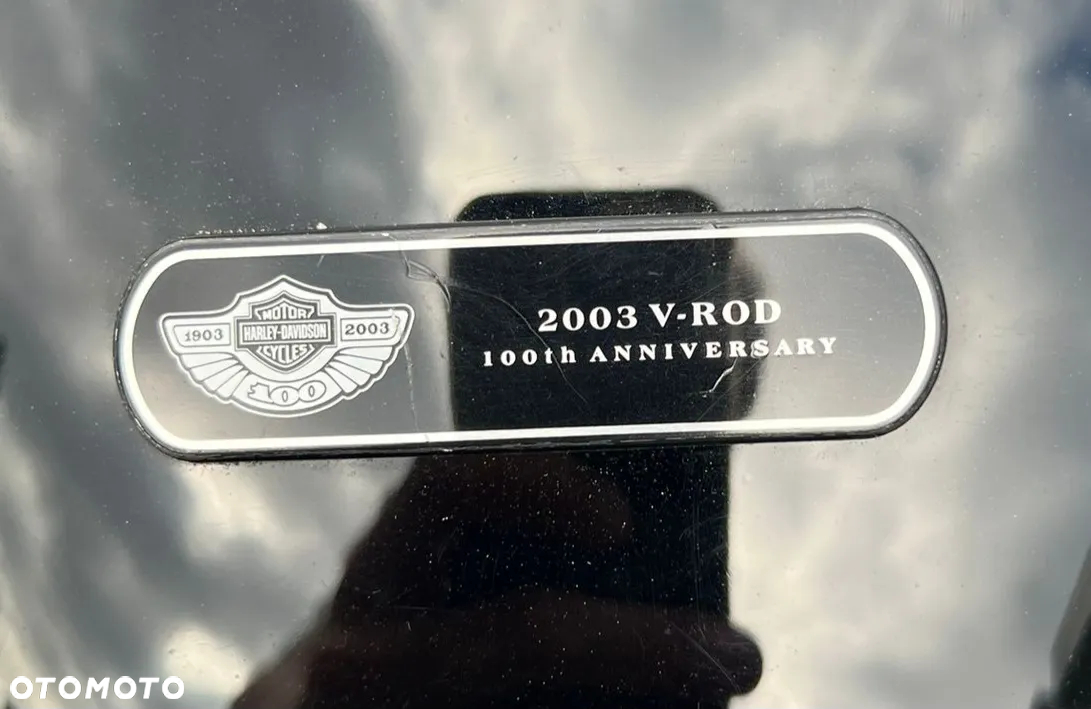 MOTOR
1903 HARLEY-DAVIDSON 2003
CYCLES
100
2003 V-ROD
100th ANNIVERSARY
OTOMOTO